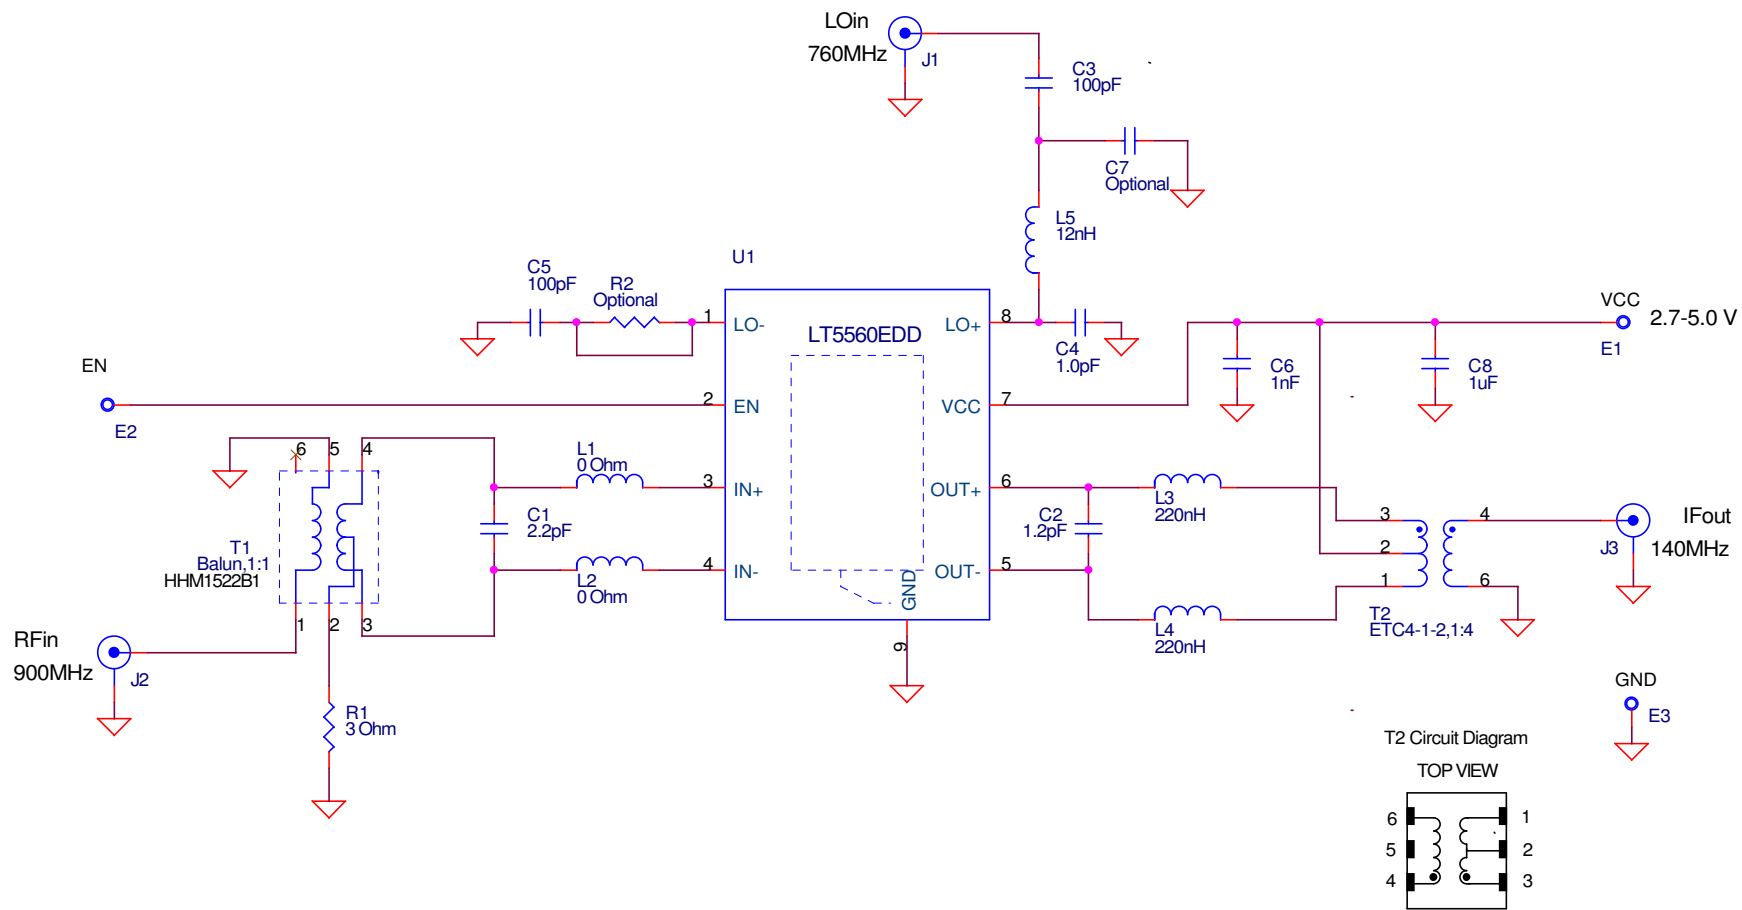 LOin
760MHz
J1
C3
100pF
C7
Optional
L5
12nH
U1
C5
100pF
R2
Optional
1
LO-
LT5560EDD
LO+
8
C4
1.0pF
VCC
2.7-5.0 V
E1
C6
1nF
C8
1uF
EN
E2
2
EN
VCC
7
6
5
4
L1
0 Ohm
3
IN+
OUT+
6
L3
220nH
C1
2.2pF
C2
1.2pF
T1
Balun,1:1
HHM1522B1
L2
0 Ohm
4
IN-
OUT-
5
GND
9
L4
220nH
3
2
1
4
6
T2
ETC4-1-2,1:4
IFout
140MHz
J3
1
2
3
RFin
900MHz
J2
R1
3 Ohm
GND
E3
T2 Circuit Diagram
TOP VIEW
6
1
5
2
4
3